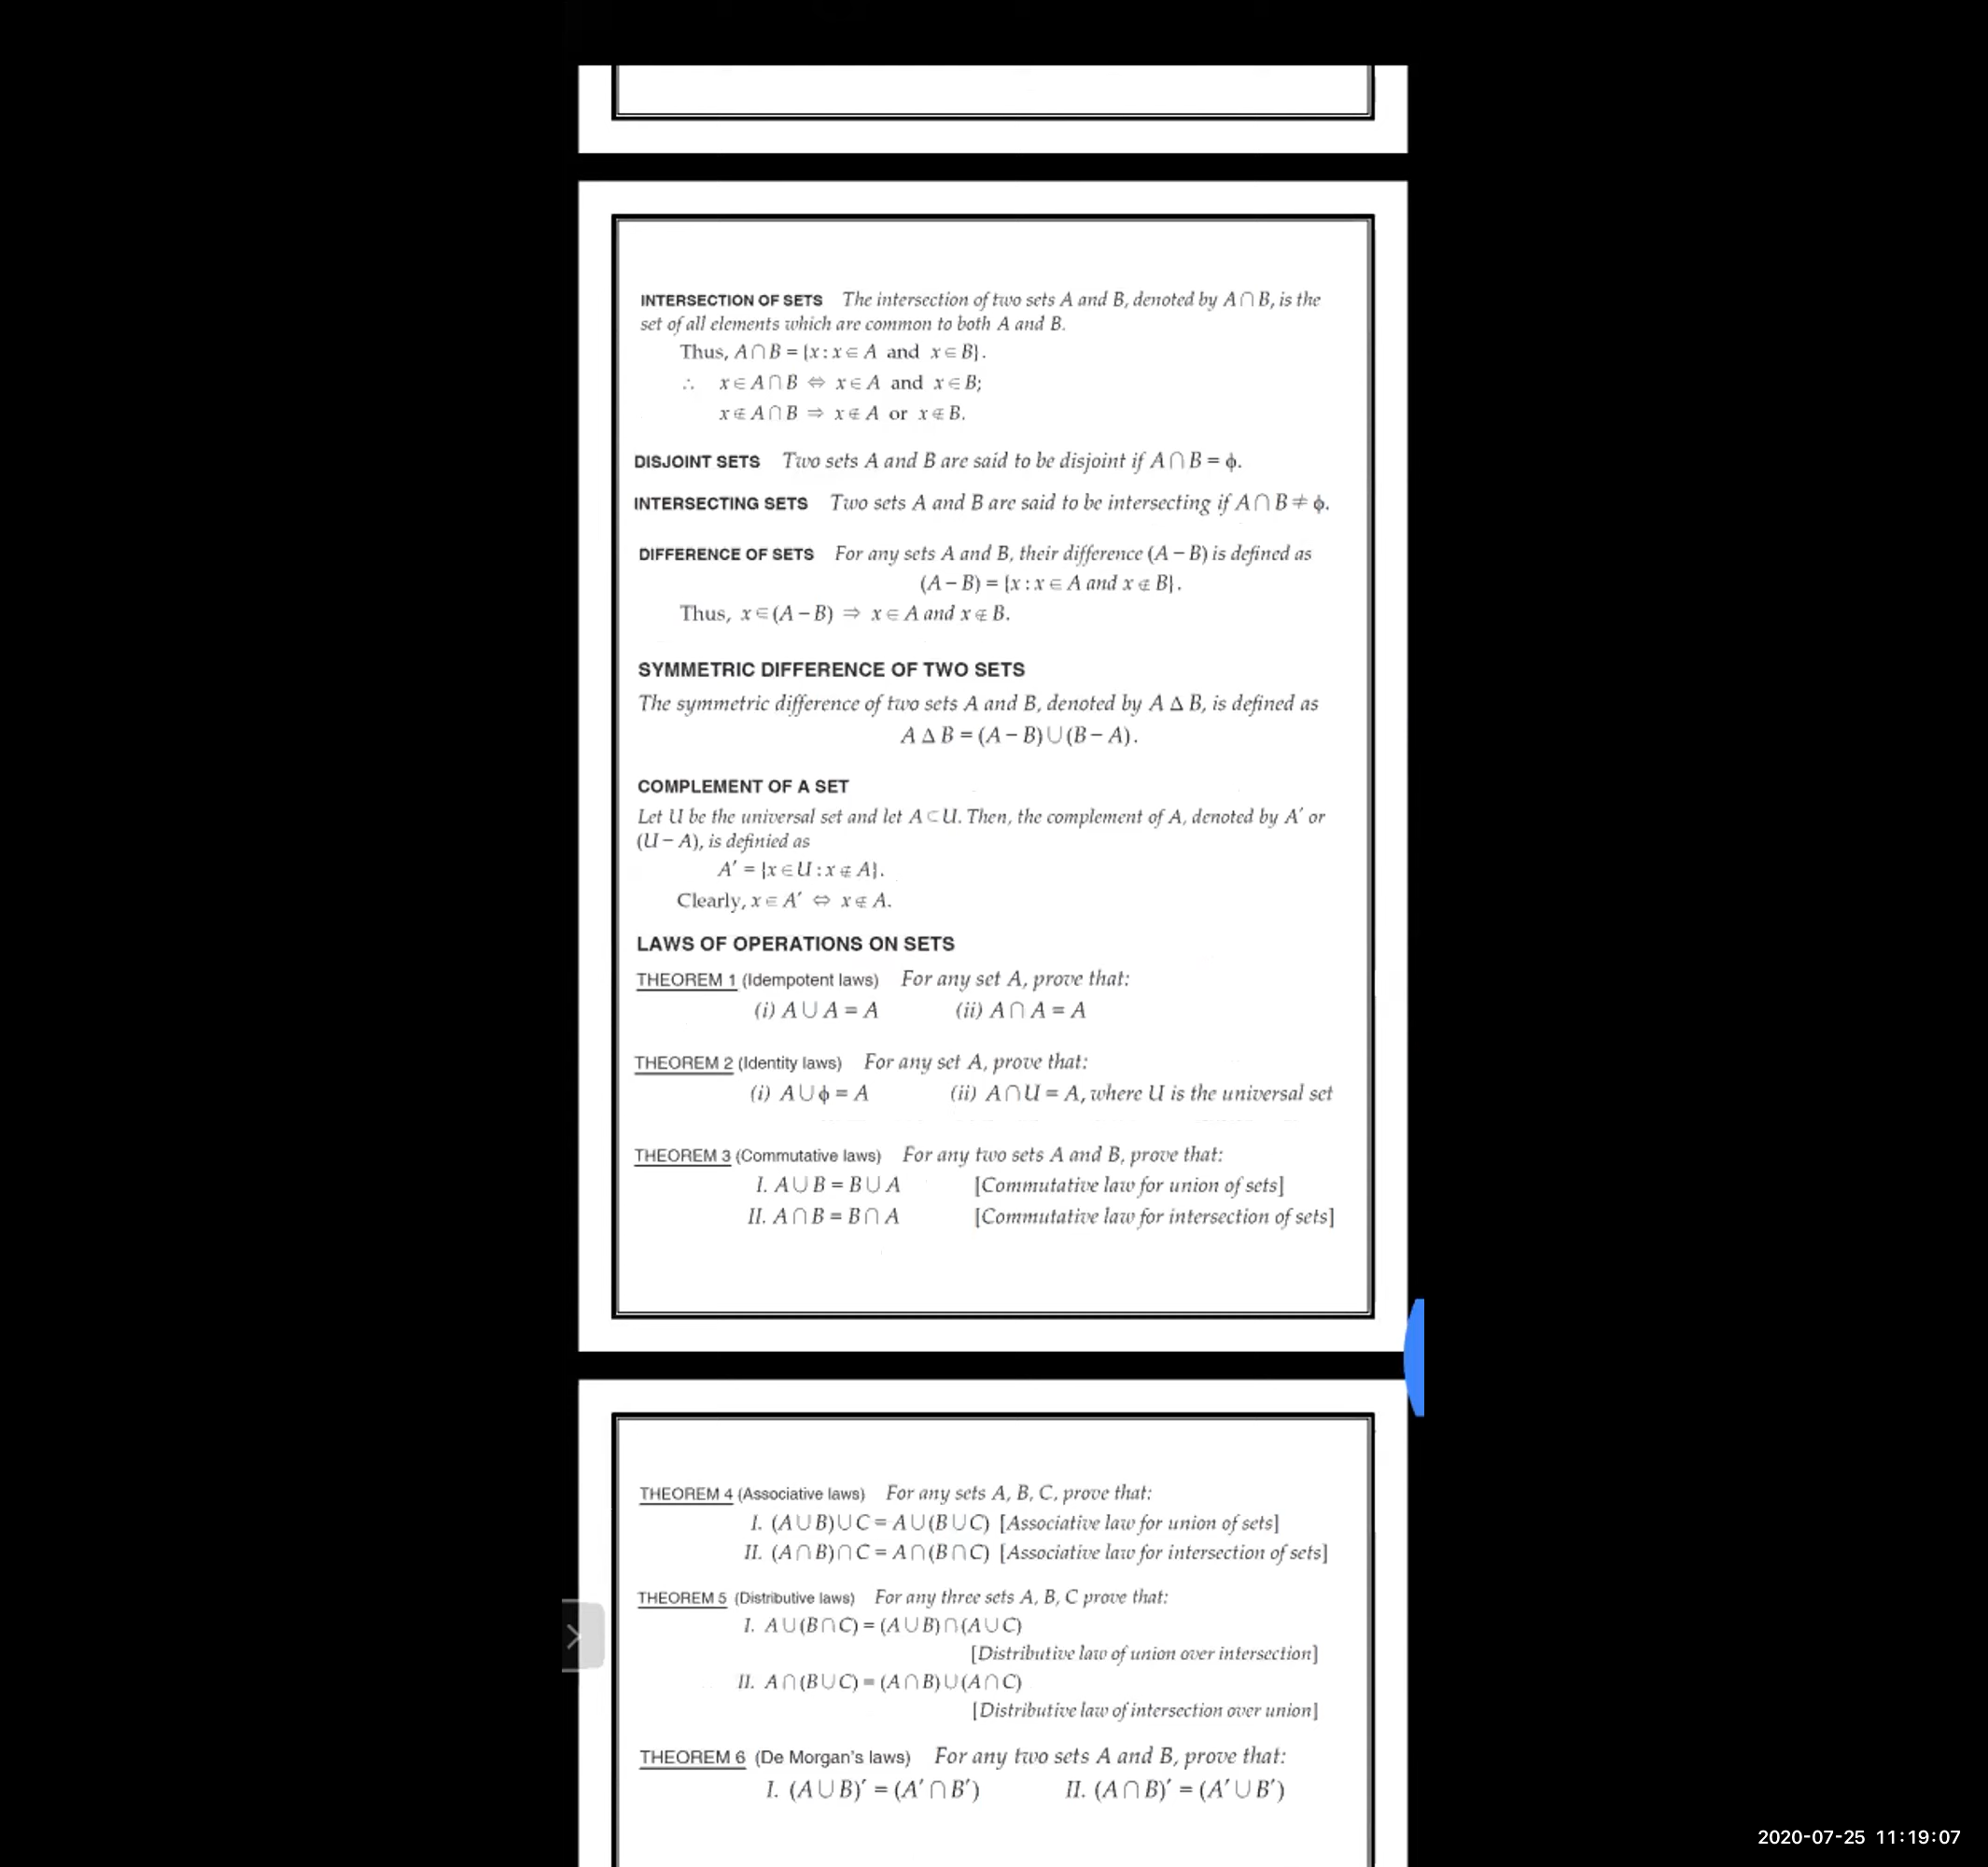 INTERSECTION OF SETS The intersection of two sets A and B, denoted by A ∩ B, is the
set of all elements which are common to both A and B.
Thus, A ∩ B = {x : x ∈ A and x ∈ B}.
∴ x ∈ A ∩ B ⇔ x ∈ A and x ∈ B;
x ∉ A ∩ B ⇒ x ∉ A or x ∉ B.
DISJOINT SETS Two sets A and B are said to be disjoint if A ∩ B = ϕ.
INTERSECTING SETS Two sets A and B are said to be intersecting if A ∩ B ≠ ϕ.
DIFFERENCE OF SETS For any sets A and B, their difference (A − B) is defined as
(A − B) = {x : x ∈ A and x ∉ B}.
Thus, x ∈ (A − B) ⇒ x ∈ A and x ∉ B.
SYMMETRIC DIFFERENCE OF TWO SETS
The symmetric difference of two sets A and B, denoted by A Δ B, is defined as
A Δ B = (A − B) ∪ (B − A).
COMPLEMENT OF A SET
Let U be the universal set and let A ⊂ U. Then, the complement of A, denoted by A′ or
(U − A), is definied as
A′ = {x ∈ U : x ∉ A}.
Clearly, x ∈ A′ ⇔ x ∉ A.
LAWS OF OPERATIONS ON SETS
THEOREM 1 (Idempotent laws) For any set A, prove that:
(i) A ∪ A = A (ii) A ∩ A = A
THEOREM 2 (Identity laws) For any set A, prove that:
(i) A ∪ ϕ = A (ii) A ∩ U = A, where U is the universal set
THEOREM 3 (Commutative laws) For any two sets A and B, prove that:
I. A ∪ B = B ∪ A [Commutative law for union of sets]
II. A ∩ B = B ∩ A [Commutative law for intersection of sets]
THEOREM 4 (Associative laws) For any sets A, B, C, prove that:
I. (A ∪ B) ∪ C = A ∪ (B ∪ C) [Associative law for union of sets]
II. (A ∩ B) ∩ C = A ∩ (B ∩ C) [Associative law for intersection of sets]
THEOREM 5 (Distributive laws) For any three sets A, B, C prove that:
I. A ∪ (B ∩ C) = (A ∪ B) ∩ (A ∪ C)
[Distributive law of union over intersection]
II. A ∩ (B ∪ C) = (A ∩ B) ∪ (A ∩ C)
[Distributive law of intersection over union]
THEOREM 6 (De Morgan's laws) For any two sets A and B, prove that:
I. (A ∪ B)′ = (A′ ∩ B′) II. (A ∩ B)′ = (A′ ∪ B′)
2020-07-25 11:19:07